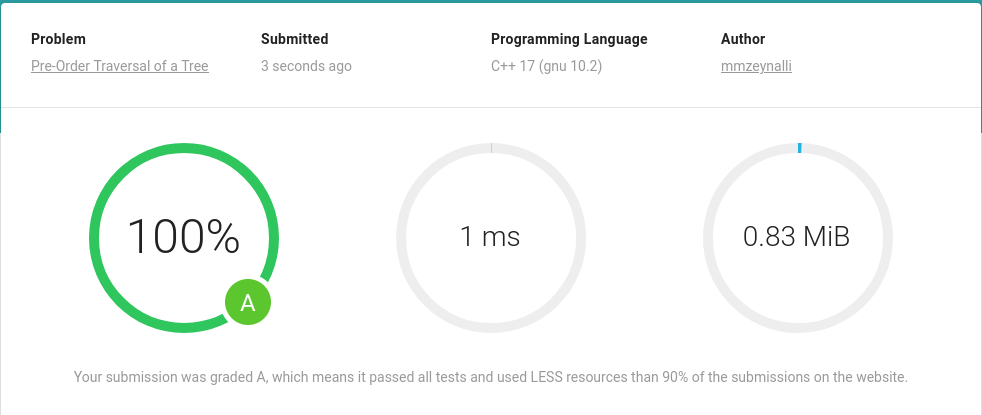 Problem
Pre-Order Traversal of a Tree
Submitted
3 seconds ago
Programming Language
C++ 17 (gnu 10.2)
Author
mmzeynalli
100%
A
1 ms
0.83 MiB
Your submission was graded A, which means it passed all tests and used LESS resources than 90% of the submissions on the website.